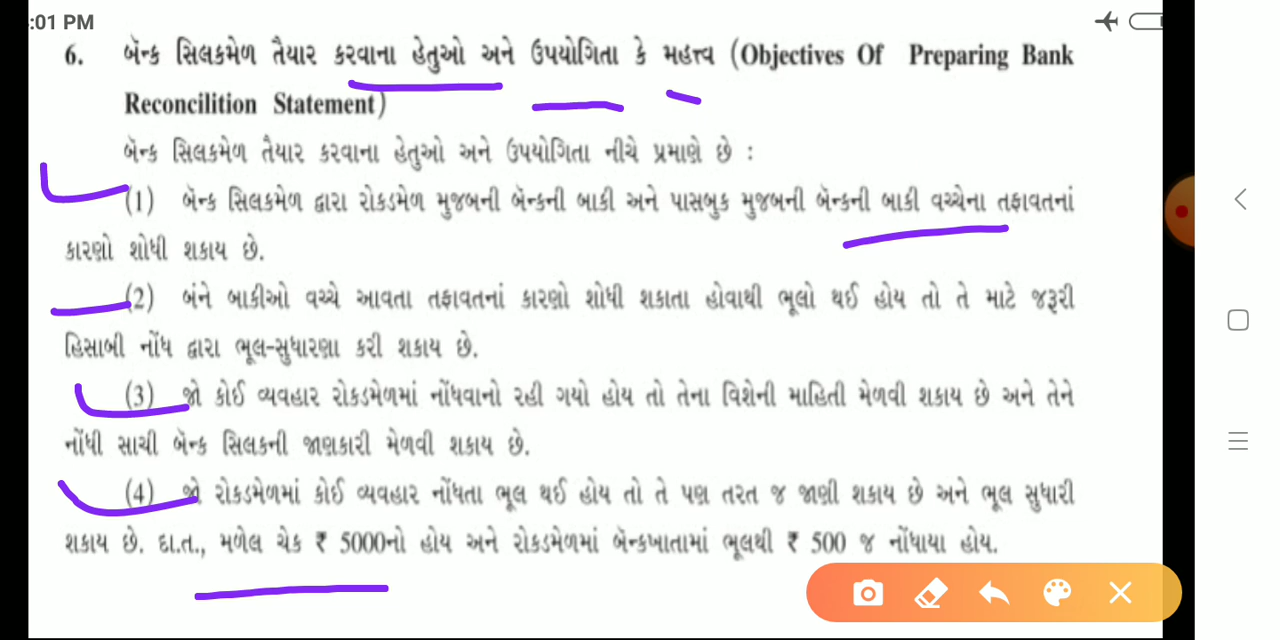 :01 PM
6. બૅન્ક સિલકમેળ તૈયાર કરવાના હેતુઓ અને ઉપયોગિતા કે મહત્ત્વ (Objectives Of Preparing Bank
Reconcilition Statement)
બૅન્ક સિલકમેળ તૈયાર કરવાના હેતુઓ અને ઉપયોગિતા નીચે પ્રમાણે છે :
(1) બૅન્ક સિલકમેળ દ્વારા રોકડમેળ મુજબની બૅન્કની બાકી અને પાસબુક મુજબની બૅન્કની બાકી વચ્ચેના તફાવતનાં
કારણો શોધી શકાય છે.
(2) બંને બાકીઓ વચ્ચે આવતા તફાવતનાં કારણો શોધી શકાતા હોવાથી ભૂલો થઈ હોય તો તે માટે જરૂરી
હિસાબી નોંધ દ્વારા ભૂલ-સુધારણા કરી શકાય છે.
(3) જો કોઈ વ્યવહાર રોકડમેળમાં નોંધવાનો રહી ગયો હોય તો તેના વિશેની માહિતી મેળવી શકાય છે અને તેને
નોંધી સાચી બૅન્ક સિલકની જાણકારી મેળવી શકાય છે.
(4) જો રોકડમેળમાં કોઈ વ્યવહાર નોંધતા ભૂલ થઈ હોય તો તે પણ તરત જ જાણી શકાય છે અને ભૂલ સુધારી
શકાય છે. દા.ત., મળેલ ચેક ₹ 5000નો હોય અને રોકડમેળમાં બૅન્કખાતામાં ભૂલથી ₹ 500 જ નોંધાયા હોય.